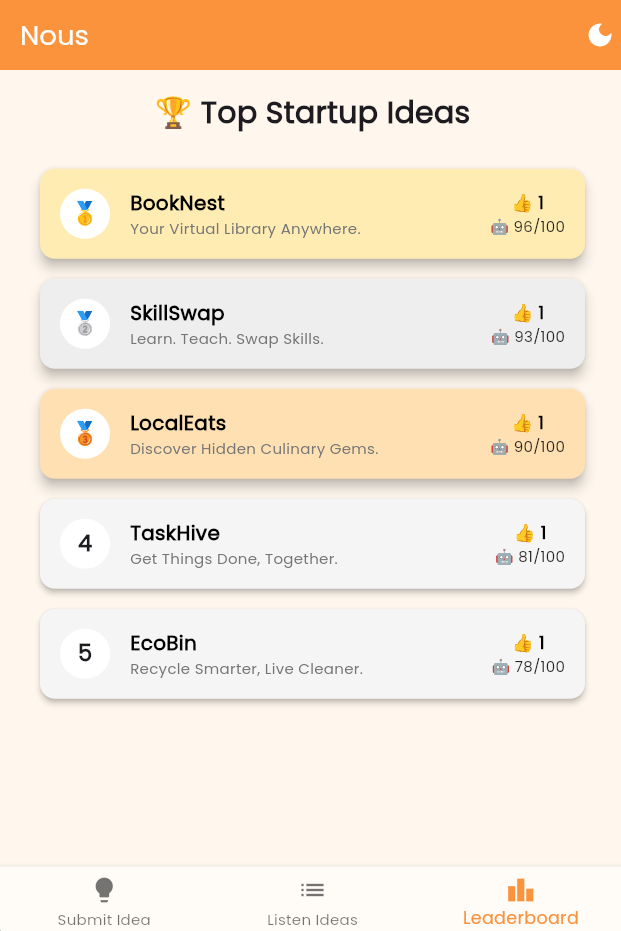 Nous
🏆 Top Startup Ideas
🥇 BookNest 👍 1
Your Virtual Library Anywhere. 🤖 96/100
🥈 SkillSwap 👍 1
Learn. Teach. Swap Skills. 🤖 93/100
🥉 LocalEats 👍 1
Discover Hidden Culinary Gems. 🤖 90/100
4 TaskHive 👍 1
Get Things Done, Together. 🤖 81/100
5 EcoBin 👍 1
Recycle Smarter, Live Cleaner. 🤖 78/100
Submit Idea Listen Ideas Leaderboard